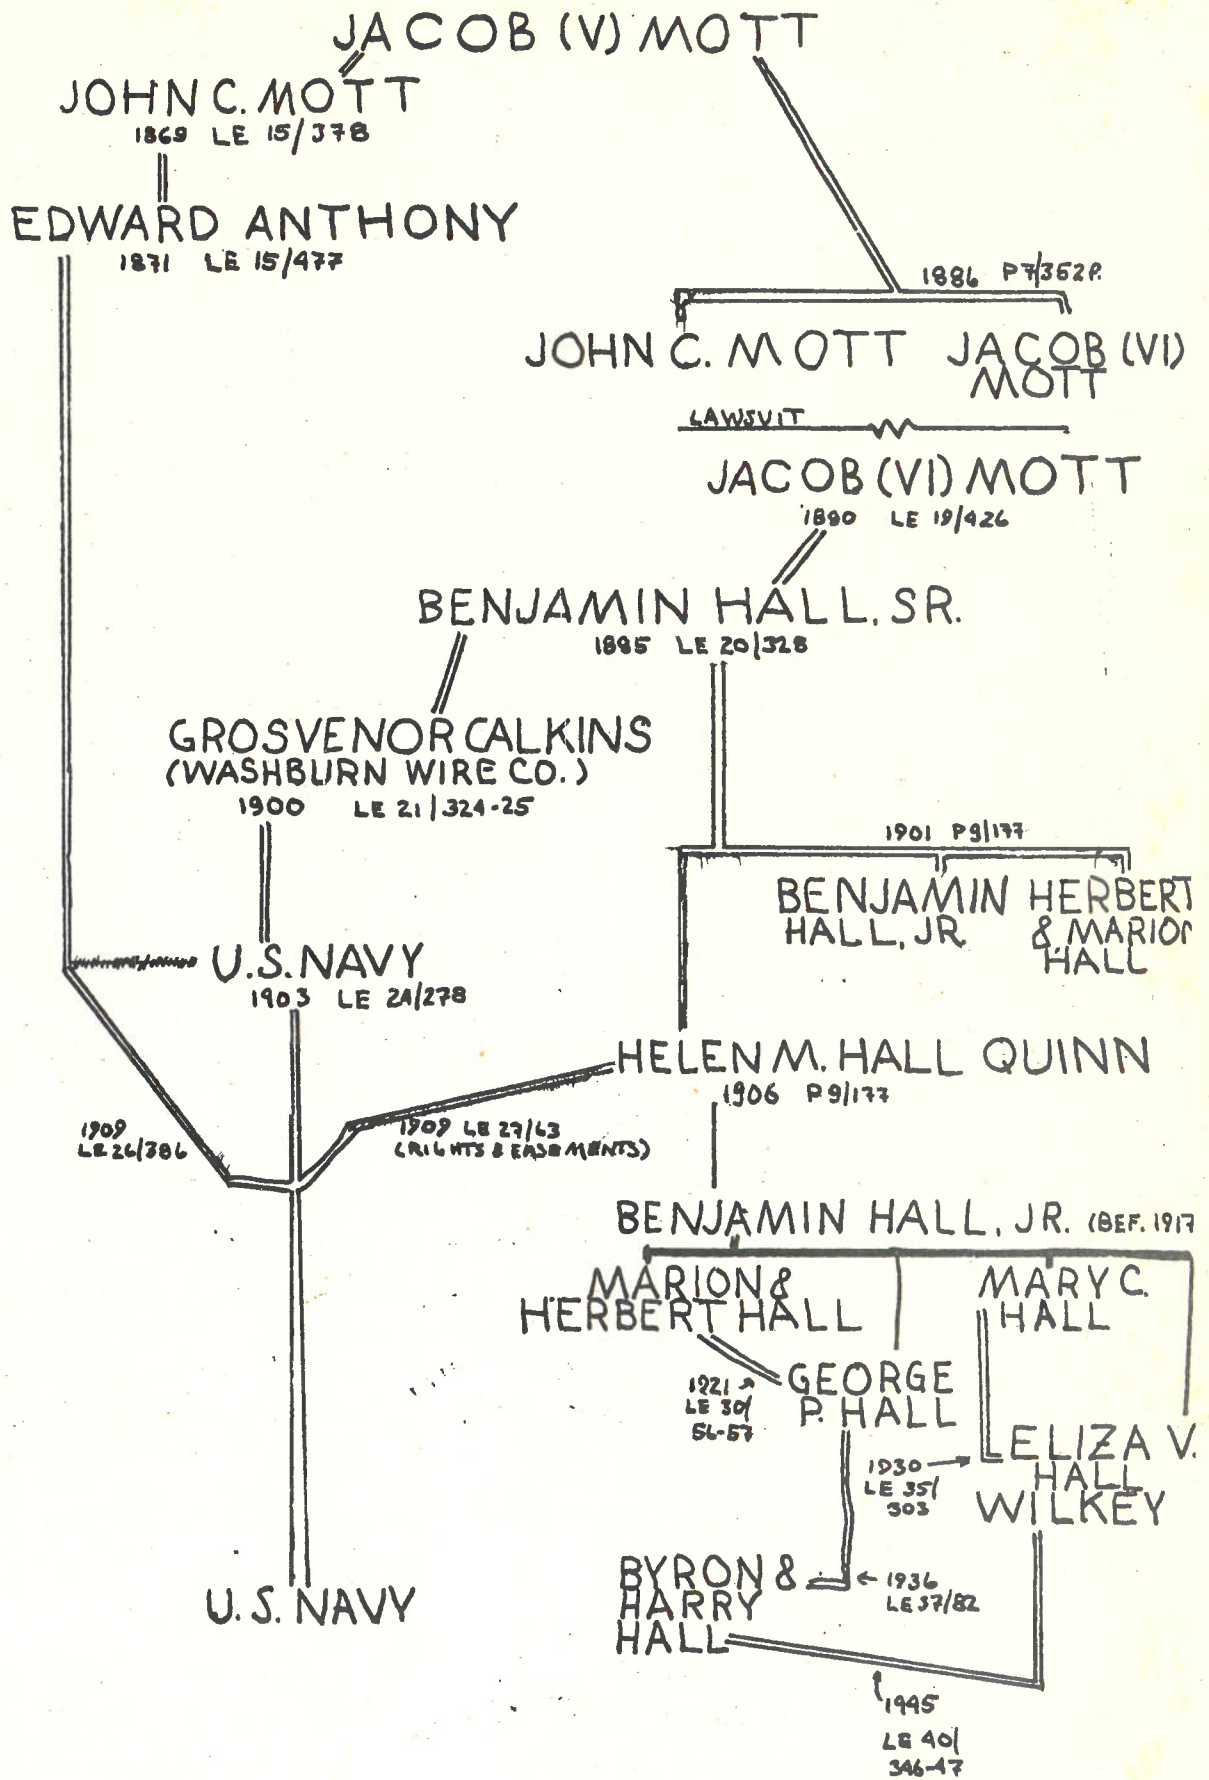 JACOB (V) MOTT
JOHN C. MOTT
1869 LE 15/378
EDWARD ANTHONY
1871 LE 15/477
1886 P7/352P.
JOHN C. MOTT
JACOB (VI)
MOTT
LAWSUIT
JACOB (VI) MOTT
1890 LE 19/426
BENJAMIN HALL, SR.
1895 LE 20/328
GROSVENOR CALKINS
(WASHBURN WIRE CO.)
1900 LE 21/324-25
1901 P9/177
BENJAMIN
HALL, JR.
HERBERT
& MARION
HALL
U.S. NAVY
1903 LE 24/278
HELEN M. HALL QUINN
1906 P9/177
1909
LE 26/386
1909 LE 27/63
(RIGHTS & EASEMENTS)
BENJAMIN HALL, JR. (BEF. 1917
MARION &
HERBERT HALL
MARY C.
HALL
1921
LE 30/
56-57
GEORGE
P. HALL
1930
LE 35/
303
ELIZA V.
HALL
WILKEY
BYRON &
HARRY
HALL
1936
LE 37/82
U.S. NAVY
1945
LE 40/
346-47